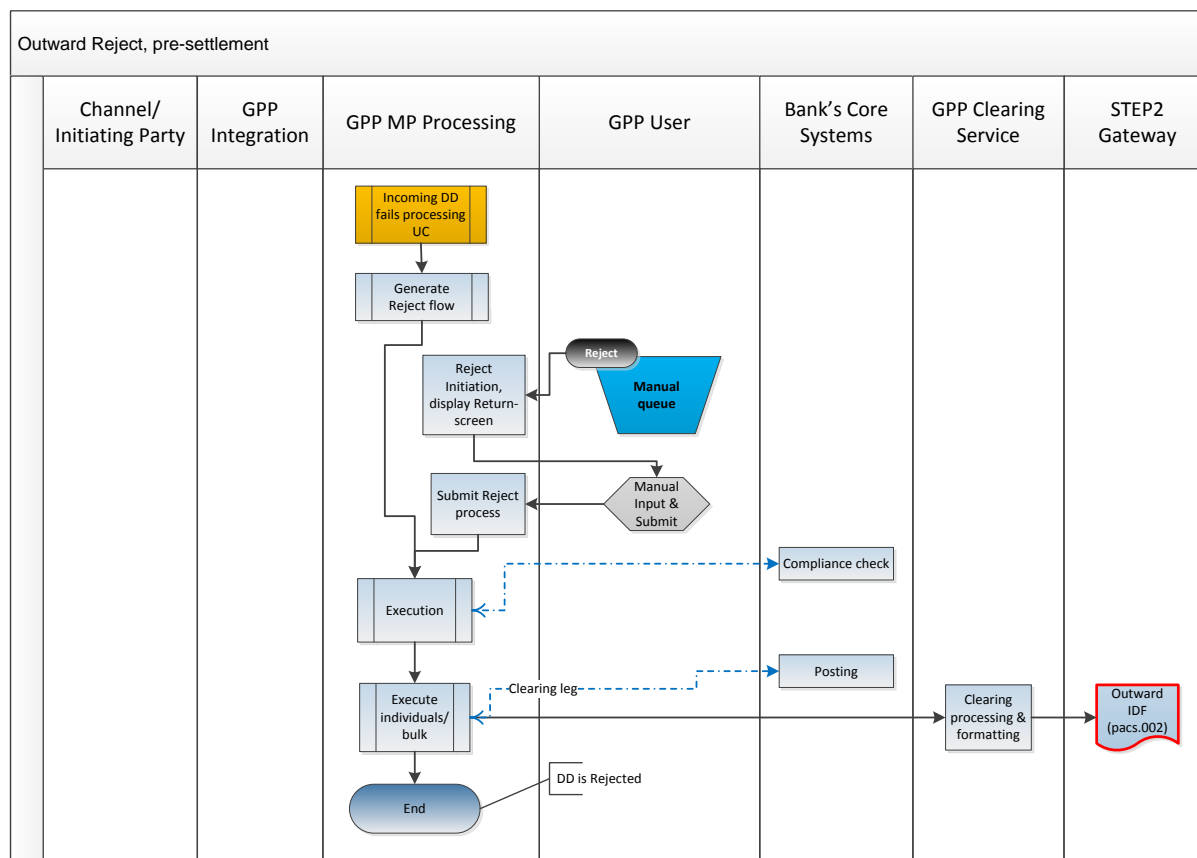 Outward Reject, pre-settlement
Channel/
Initiating Party
GPP
Integration
GPP MP Processing
GPP User
Bank's Core
Systems
GPP Clearing
Service
STEP2
Gateway
Incoming DD
fails processing
UC
Generate
Reject flow
Reject
Manual
queue
Reject
Initiation,
display Return-
screen
Manual
Input &
Submit
Submit Reject
process
Compliance check
Execution
Posting
Clearing leg
Execute
individuals/
bulk
Clearing
processing &
formatting
Outward
IDF
(pacs.002)
DD is Rejected
End